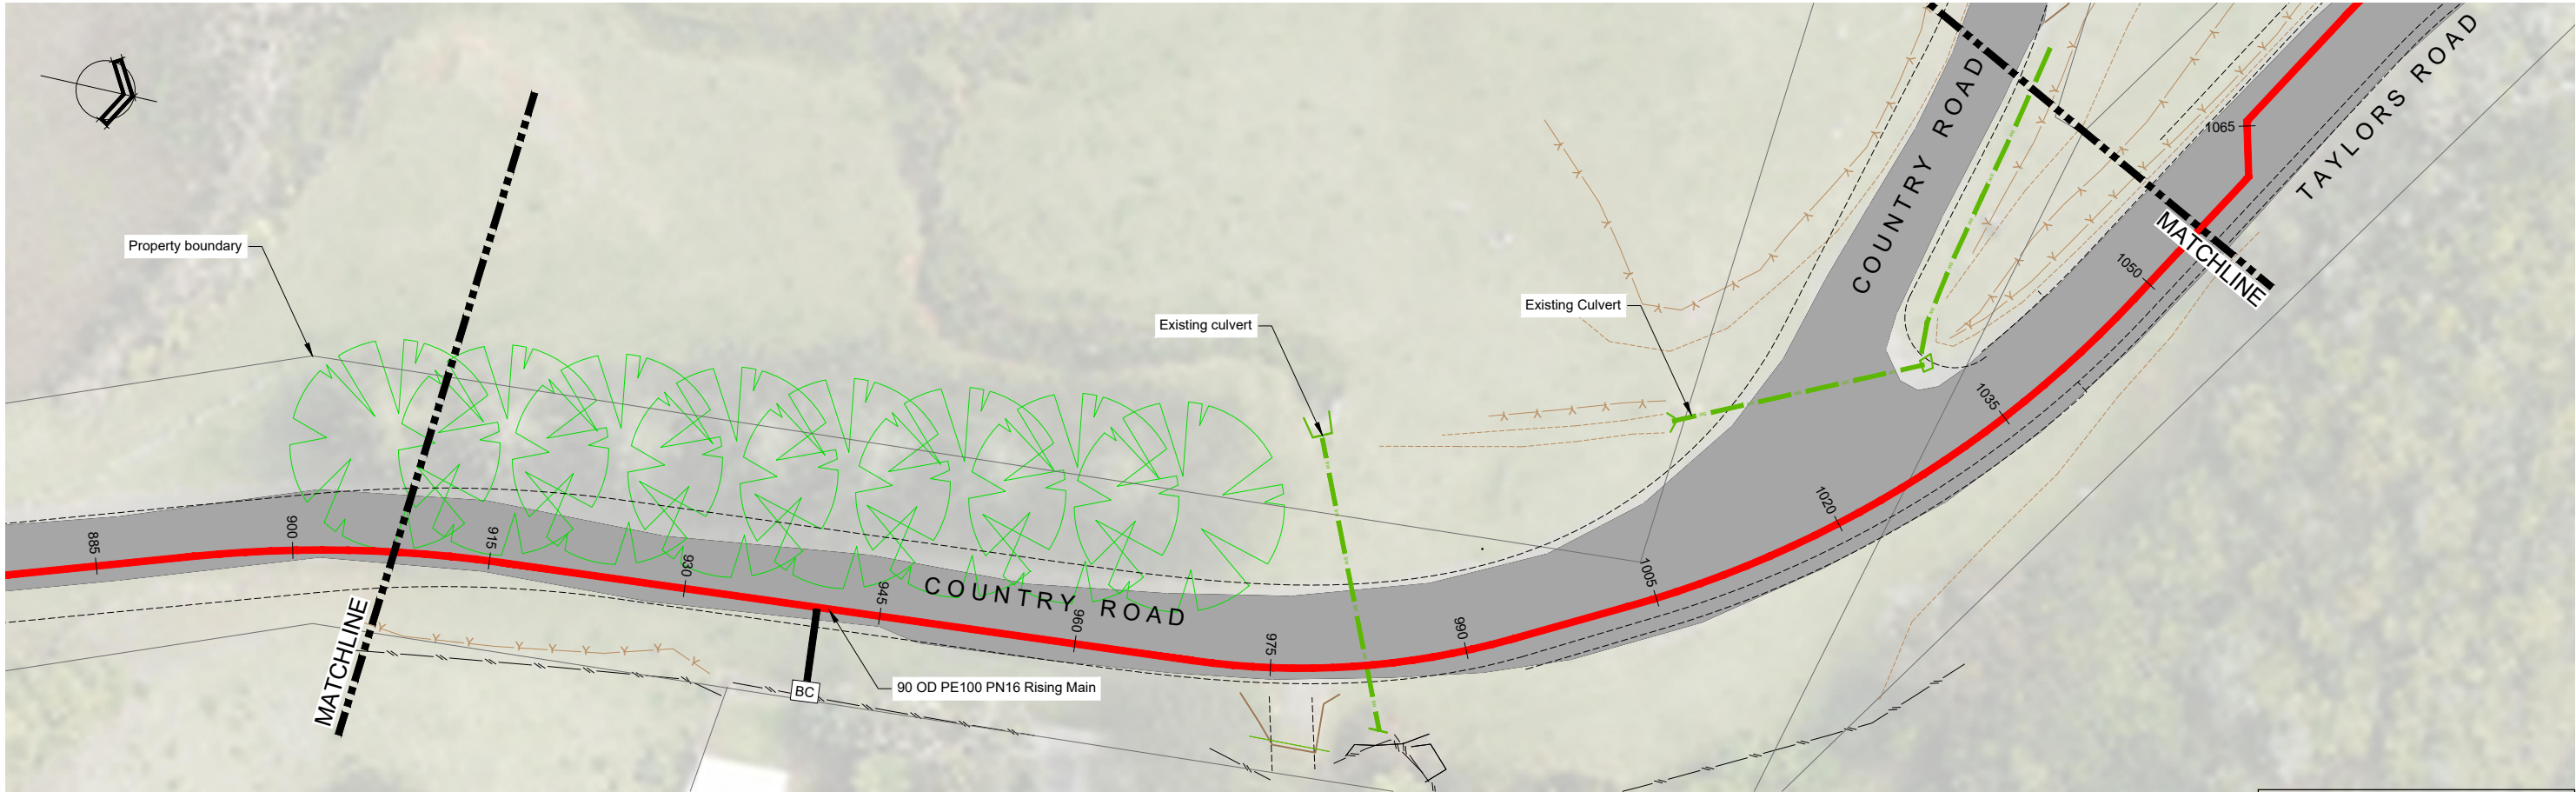 COUNTRY ROAD
TAYLORS ROAD
1065
MATCHLINE
Property boundary
1050
Existing Culvert
Existing culvert
1035
1020
885
900
915
930
945
COUNTRY ROAD
960
975
990
1005
MATCHLINE
BC
90 OD PE100 PN16 Rising Main